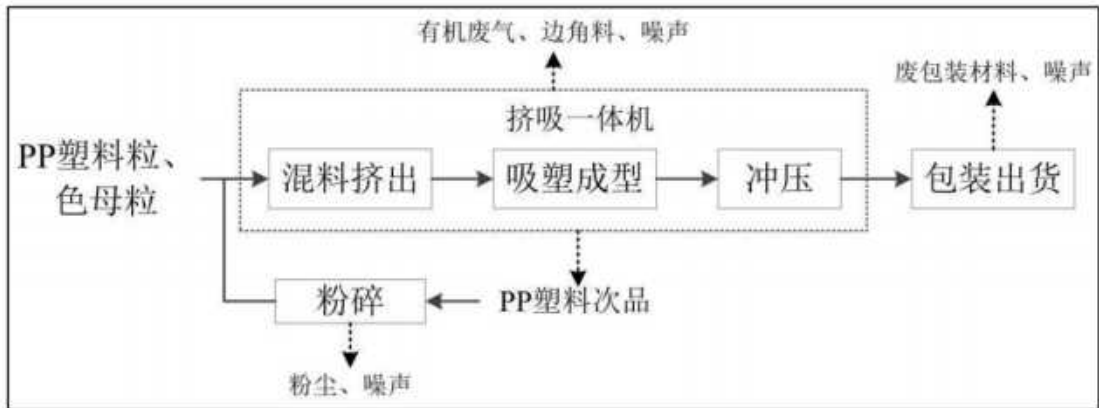 有机废气、边角料、噪声
废包装材料、噪声
挤吸一体机
PP塑料粒、
色母粒
混料挤出
吸塑成型
冲压
包装出货
粉碎
PP塑料次品
粉尘、噪声